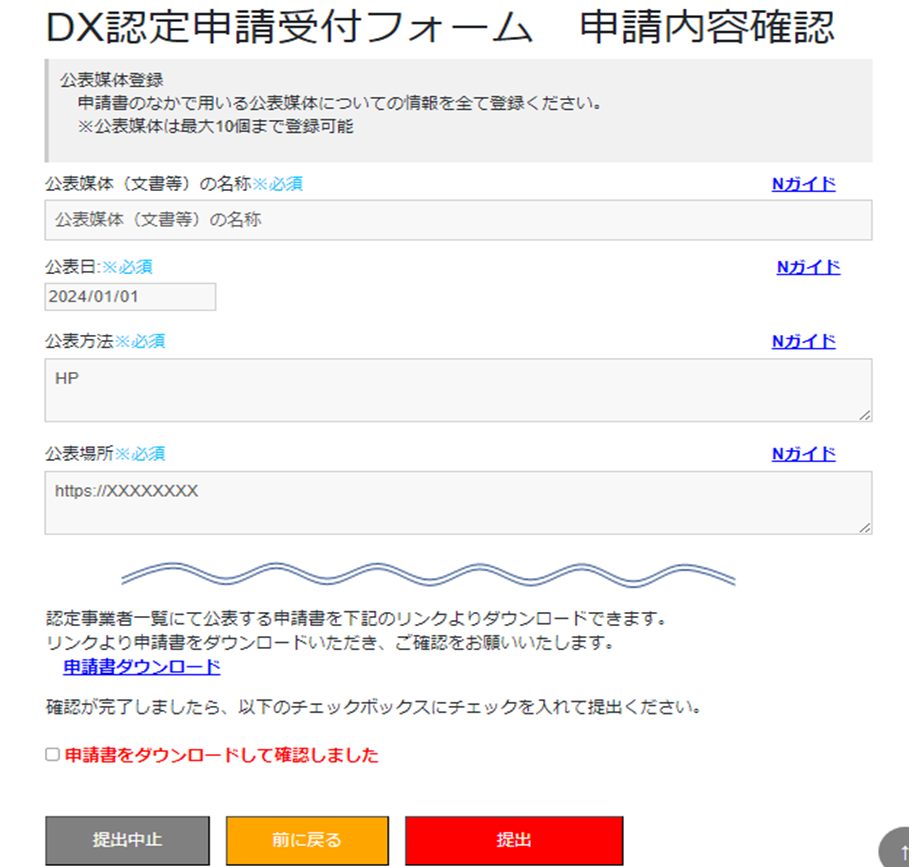 DX認定申請受付フォーム　申請内容確認
公表媒体登録
申請書のなかで用いる公表媒体についての情報を全て登録ください。
※公表媒体は最大10個まで登録可能
公表媒体（文書等）の名称※必須 Nガイド
公表媒体（文書等）の名称
公表日:※必須 Nガイド
2024/01/01
公表方法※必須 Nガイド
HP
公表場所※必須 Nガイド
https://XXXXXXXX
認定事業者一覧にて公表する申請書を下記のリンクよりダウンロードできます。
リンクより申請書をダウンロードいただき、ご確認をお願いいたします。
申請書ダウンロード
確認が完了しましたら、以下のチェックボックスにチェックを入れて提出ください。
申請書をダウンロードして確認しました
提出中止 前に戻る 提出